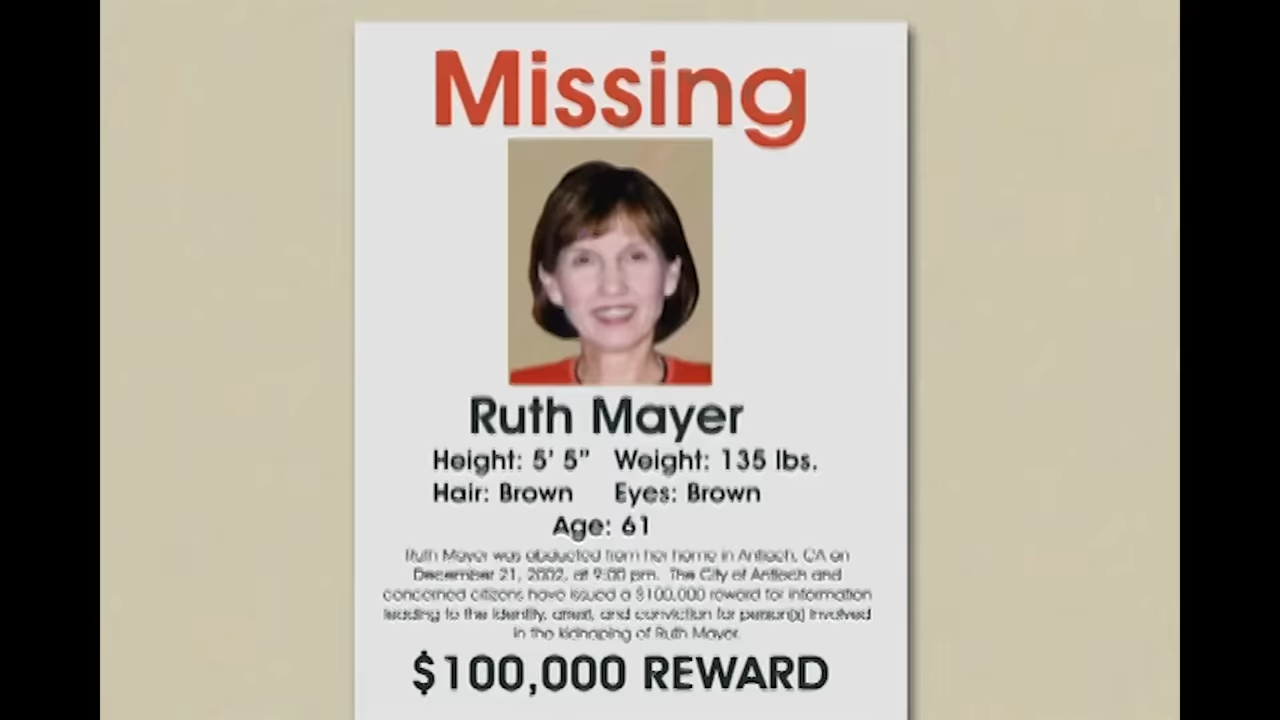 Missing
Ruth Mayer
Height: 5' 5" Weight: 135 lbs.
Hair: Brown Eyes: Brown
Age: 61
Ruth Mayer was abducted from her home in Antioch, CA on
December 21, 2002, at 9:00 pm. The City of Antioch and
concerned citizens have issued a $100,000 reward for information
leading to the identity, arrest, and conviction for person(s) involved
in the kidnaping of Ruth Mayer.
$100,000 REWARD